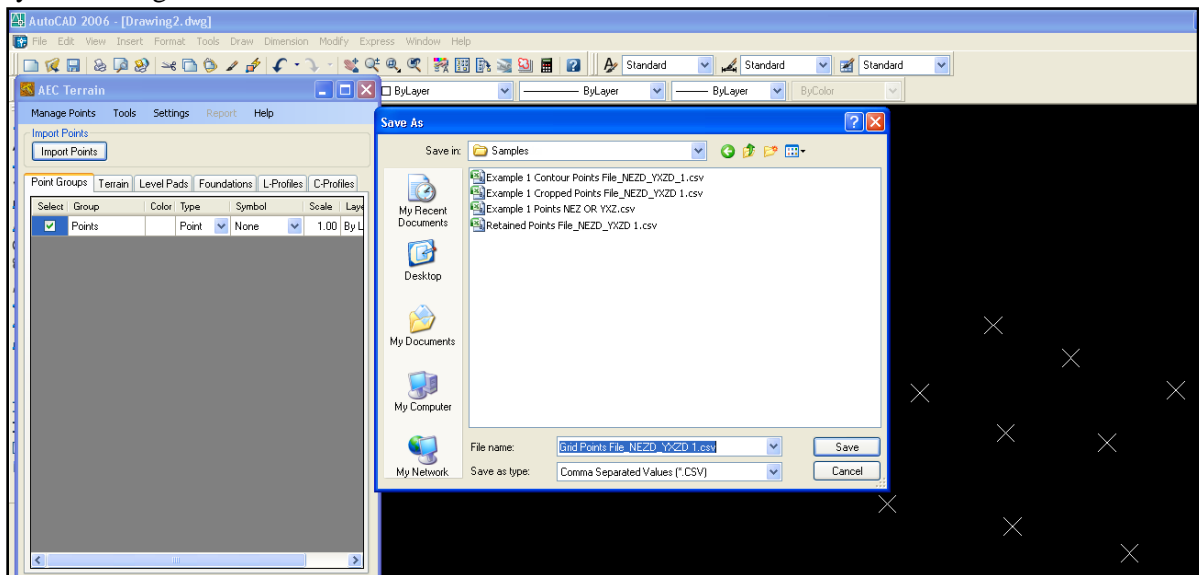 AutoCAD 2006 - [Drawing2.dwg]
File Edit View Insert Format Tools Draw Dimension Modify Express Window Help
Standard Standard Standard
ByLayer ByLayer ByLayer ByColor
AEC Terrain
Manage Points Tools Settings Report Help
Import Points
Import Points
Point Groups Terrain Level Pads Foundations L-Profiles C-Profiles
Select Group Color Type Symbol Scale Laye
Points Point None 1.00 By L
Save As
Save in: Samples
My Recent Documents
Desktop
My Documents
My Computer
My Network
Example 1 Contour Points File_NEZD_YXZD_1.csv
Example 1 Cropped Points File_NEZD_YXZD 1.csv
Example 1 Points NEZ OR YXZ.csv
Retained Points File_NEZD_YXZD 1.csv
File name: Grid Points File_NEZD_YXZD 1.csv Save
Save as type: Comma Separated Values (*.CSV) Cancel